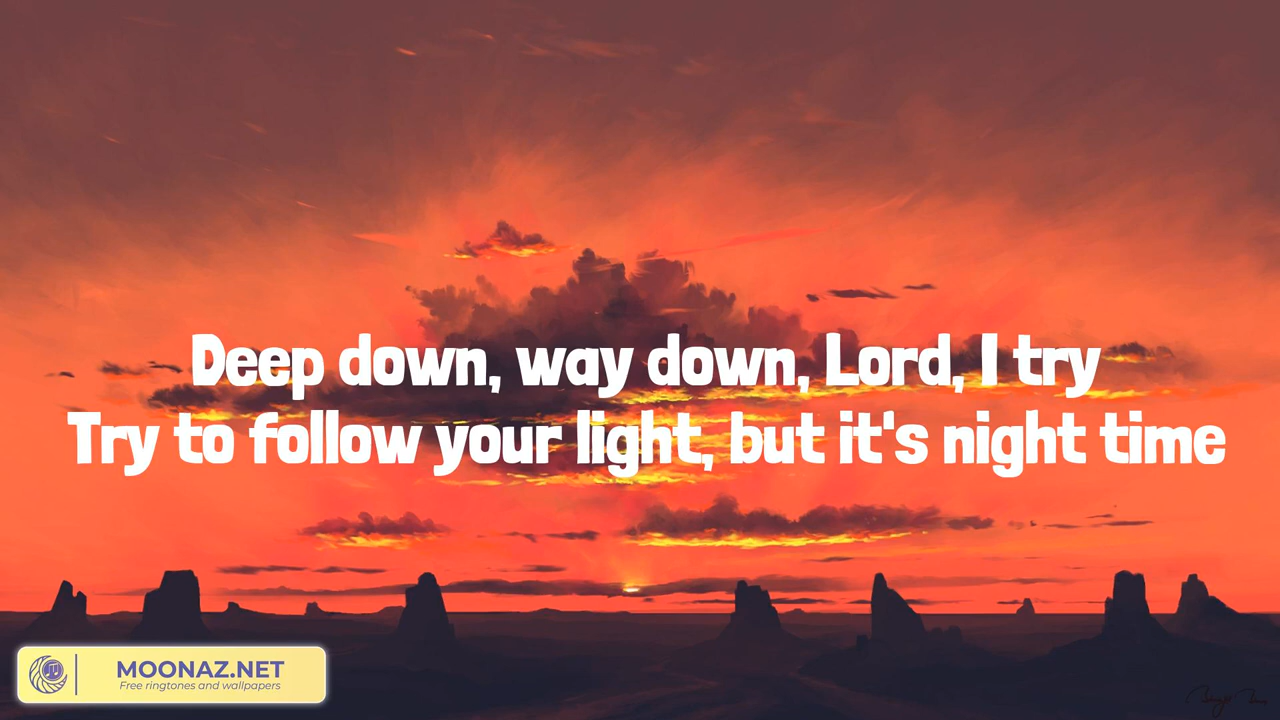 Deep down, way down, Lord, I try
Try to follow your light, but it's night time
MOONAZ.NET
Free ringtones and wallpapers